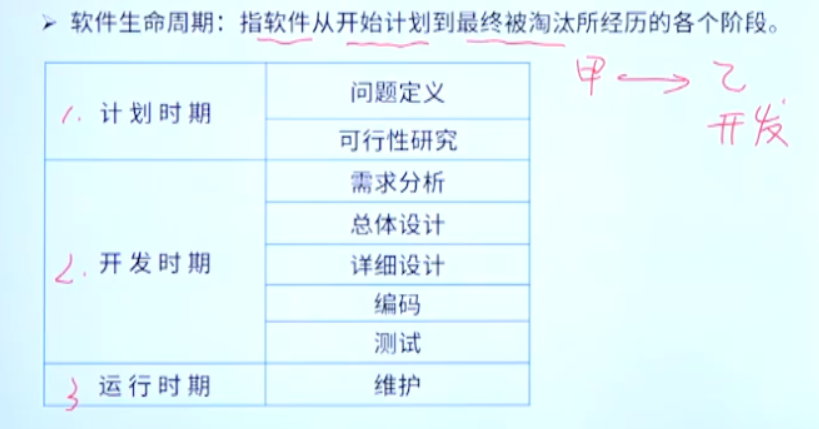 ➢ 软件生命周期：指软件从开始计划到最终被淘汰所经历的各个阶段。
甲 ⟷ 乙
开发
1. 计划时期
问题定义
可行性研究
2. 开发时期
需求分析
总体设计
详细设计
编码
测试
3 运行时期
维护